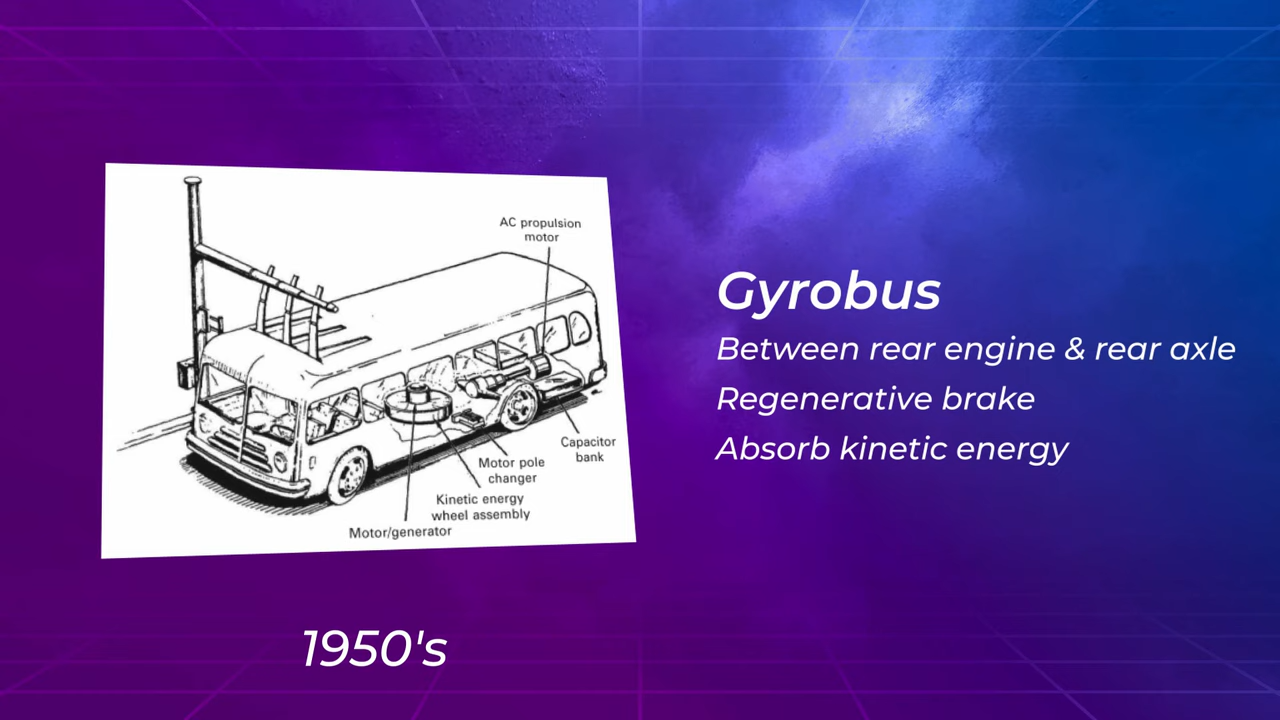 AC propulsion
motor
Capacitor
bank
Motor pole
changer
Kinetic energy
wheel assembly
Motor/generator
1950's
Gyrobus
Between rear engine & rear axle
Regenerative brake
Absorb kinetic energy